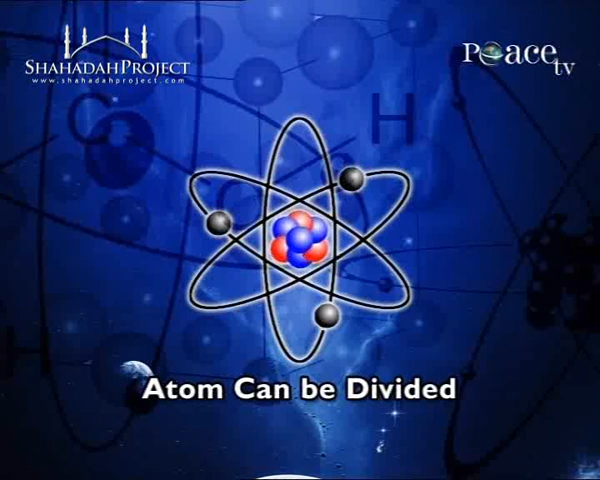 SHAHADAHPROJECT
www.shahadahproject.com
Peace tv
C
H
Atom Can be Divided